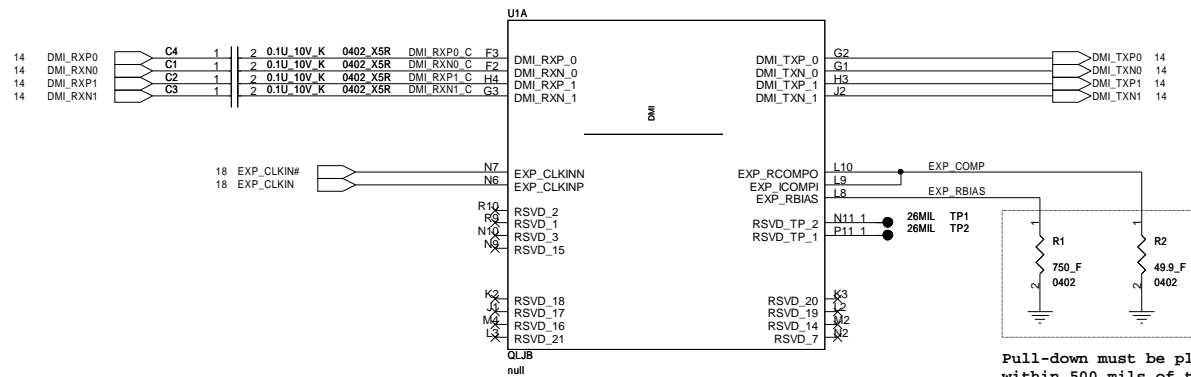 U1A
14 DMI_RXP0 C4 1 2 0.1U_10V_K 0402_X5R DMI_RXP0_C F3 DMI_RXP_0
14 DMI_RXN0 C1 1 2 0.1U_10V_K 0402_X5R DMI_RXN0_C F2 DMI_RXN_0
14 DMI_RXP1 C2 1 2 0.1U_10V_K 0402_X5R DMI_RXP1_C H4 DMI_RXP_1
14 DMI_RXN1 C3 1 2 0.1U_10V_K 0402_X5R DMI_RXN1_C G3 DMI_RXN_1
DMI_TXP_0 G2 DMI_TXP0 14
DMI_TXN_0 G1 DMI_TXN0 14
DMI_TXP_1 H3 DMI_TXP1 14
DMI_TXN_1 J2 DMI_TXN1 14
DMI
18 EXP_CLKIN# N7 EXP_CLKINN
18 EXP_CLKIN N6 EXP_CLKINP
EXP_RCOMPO L10 EXP_COMP
EXP_ICOMPI L9
EXP_RBIAS L8 EXP_RBIAS
R10 RSVD_2
R9 RSVD_1
N10 RSVD_3
N9 RSVD_15
RSVD_TP_2 N11 1 26MIL TP1
RSVD_TP_1 P11 1 26MIL TP2
1 R1 750_F 0402 2
1 R2 49.9_F 0402 2
K2 RSVD_18
J1 RSVD_17
M4 RSVD_16
L3 RSVD_21
RSVD_20 K3
RSVD_19 L2
RSVD_14 M2
RSVD_7 N2
QLJB
null
Pull-down must be pl
within 500 mils of t